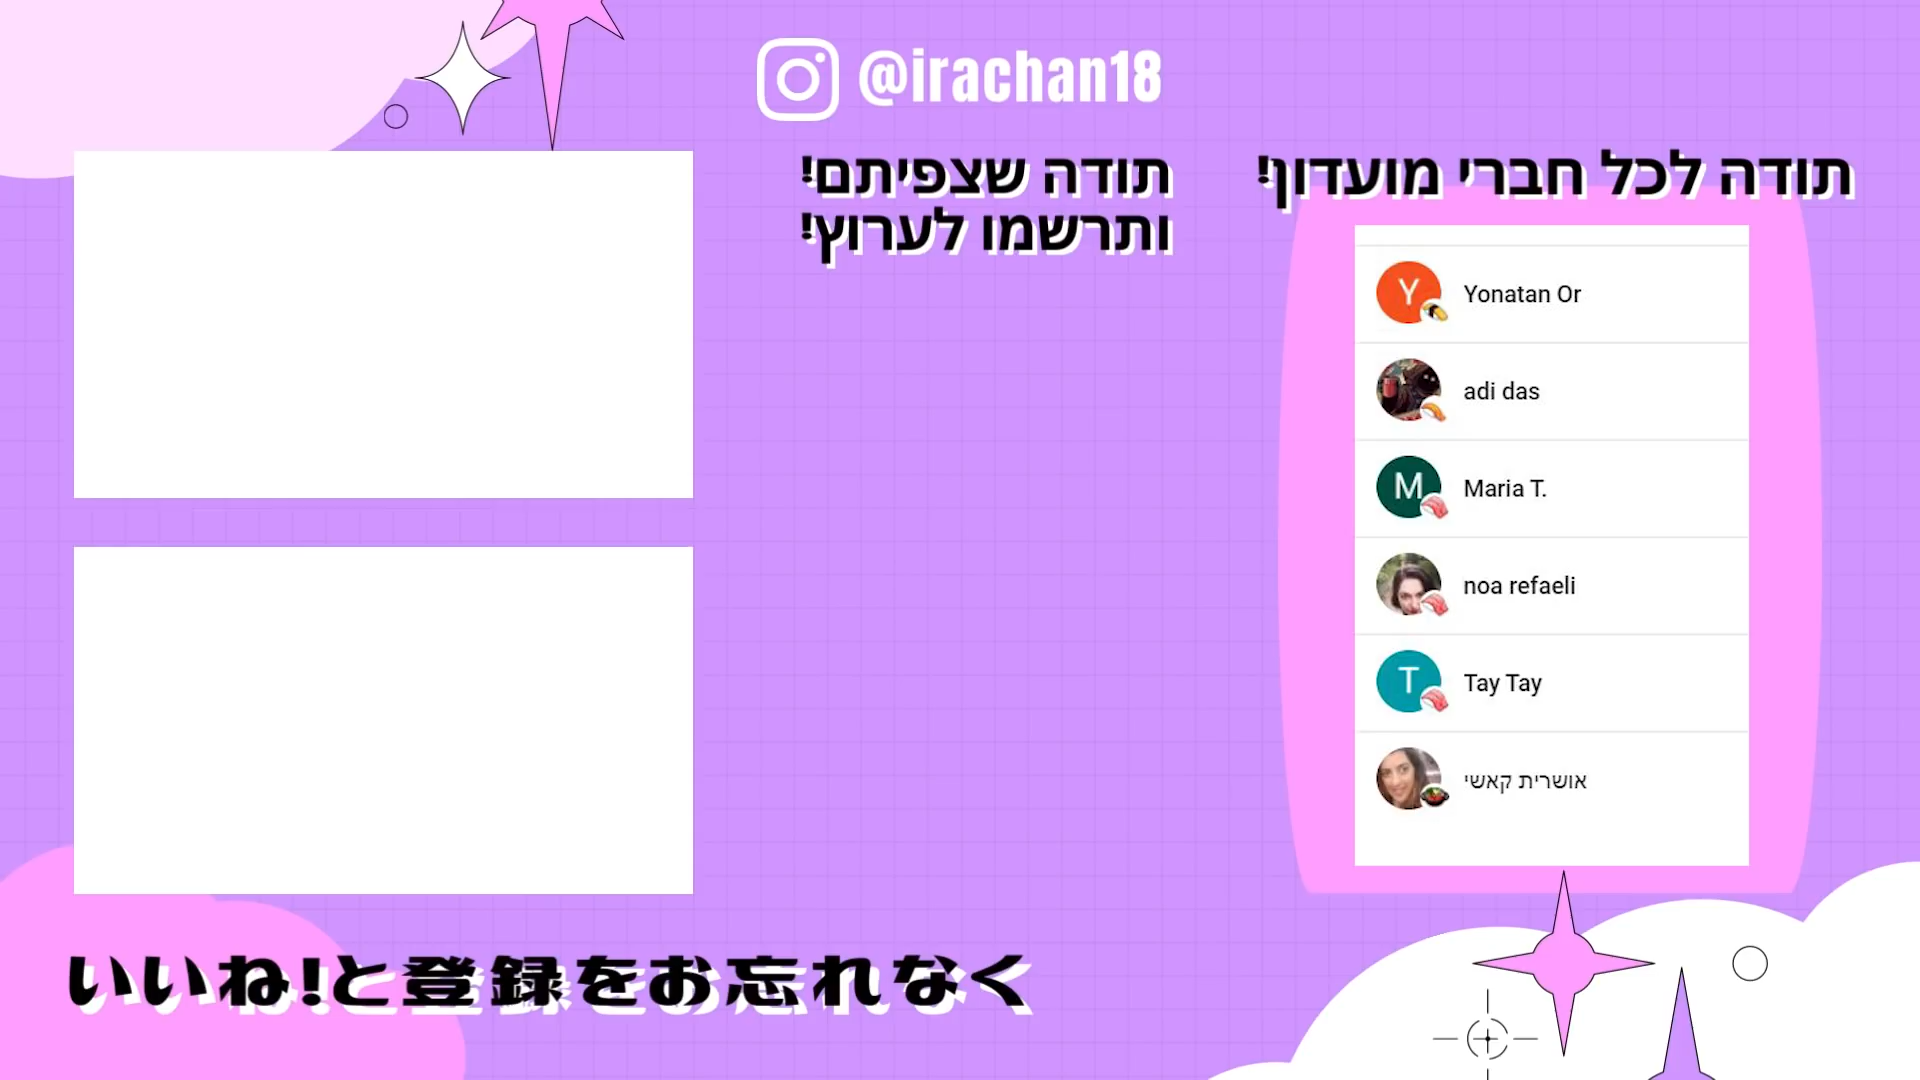 @irachan18
תודה שצפיתם!
ותרשמו לערוץ!
תודה לכל חברי מועדון!
Y
Yonatan Or
adi das
M
Maria T.
noa refaeli
T
Tay Tay
אושרית קאשי
いいね!と登録をお忘れなく